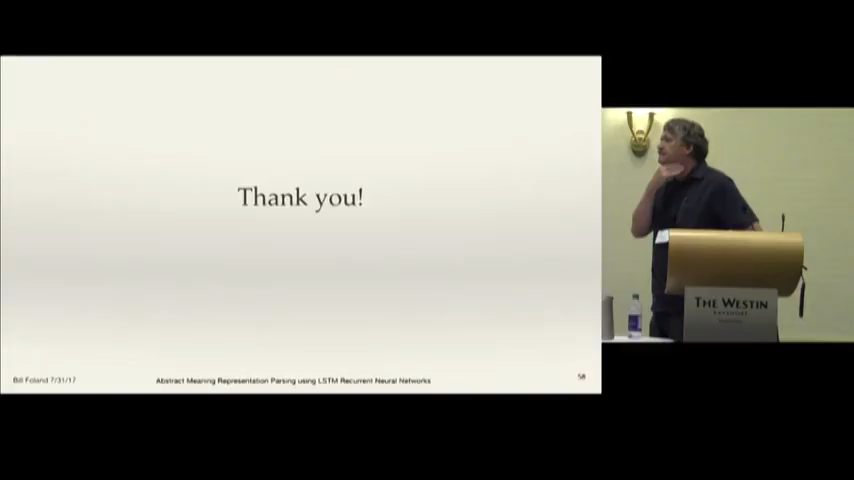 Thank you!
Bill Foland 7/31/17
Abstract Meaning Representation Parsing using LSTM Recurrent Neural Networks
58
THE WESTIN